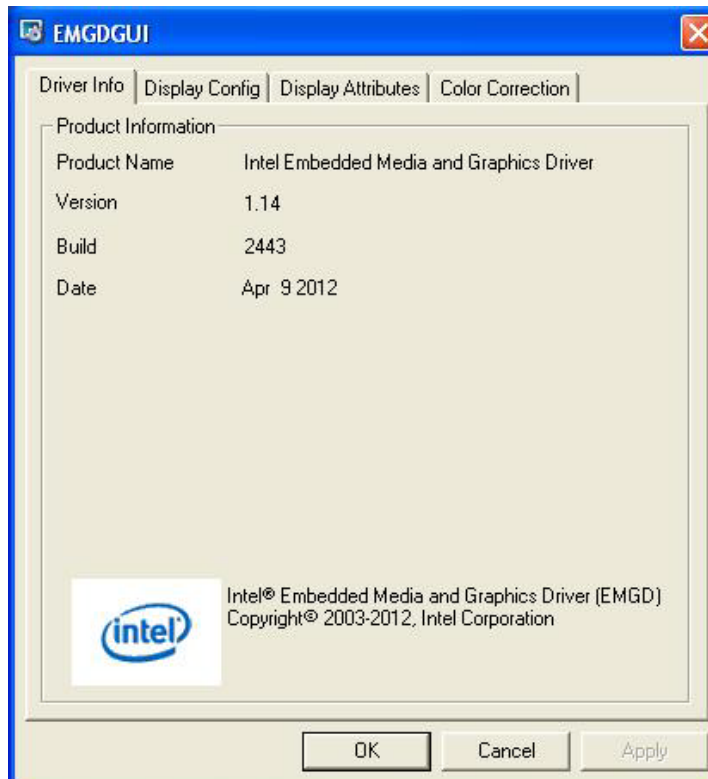 EMGDGUI
Driver Info Display Config Display Attributes Color Correction
Product Information
Product Name Intel Embedded Media and Graphics Driver
Version 1.14
Build 2443
Date Apr 9 2012
intel
Intel® Embedded Media and Graphics Driver (EMGD)
Copyright© 2003-2012, Intel Corporation
OK Cancel Apply